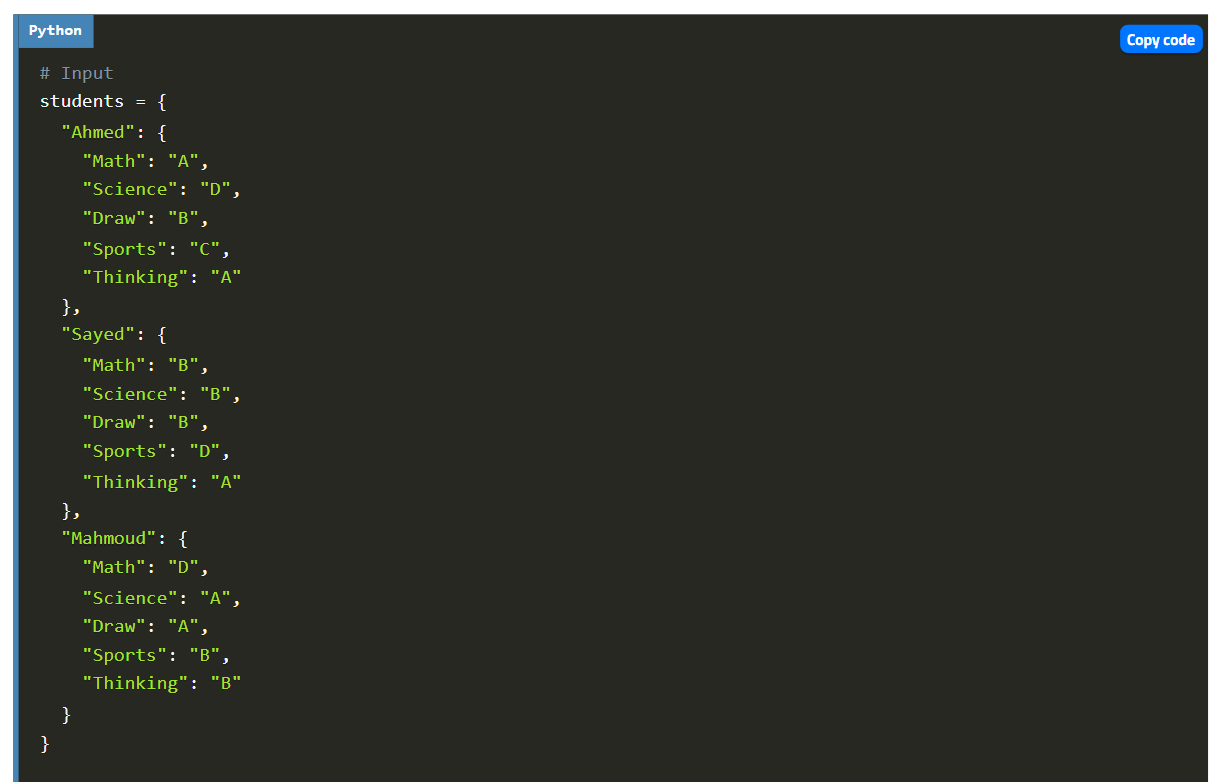 Python
Copy code
# Input
students = {
  "Ahmed": {
    "Math": "A",
    "Science": "D",
    "Draw": "B",
    "Sports": "C",
    "Thinking": "A"
  },
  "Sayed": {
    "Math": "B",
    "Science": "B",
    "Draw": "B",
    "Sports": "D",
    "Thinking": "A"
  },
  "Mahmoud": {
    "Math": "D",
    "Science": "A",
    "Draw": "A",
    "Sports": "B",
    "Thinking": "B"
  }
}